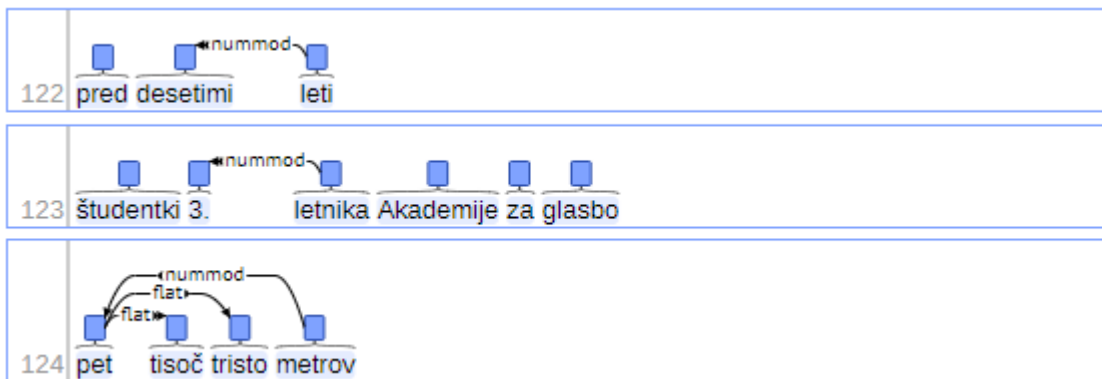 nummod
122 pred desetimi leti
nummod
123 študentki 3. letnika Akademije za glasbo
nummod
flat
flat
124 pet tisoč tristo metrov